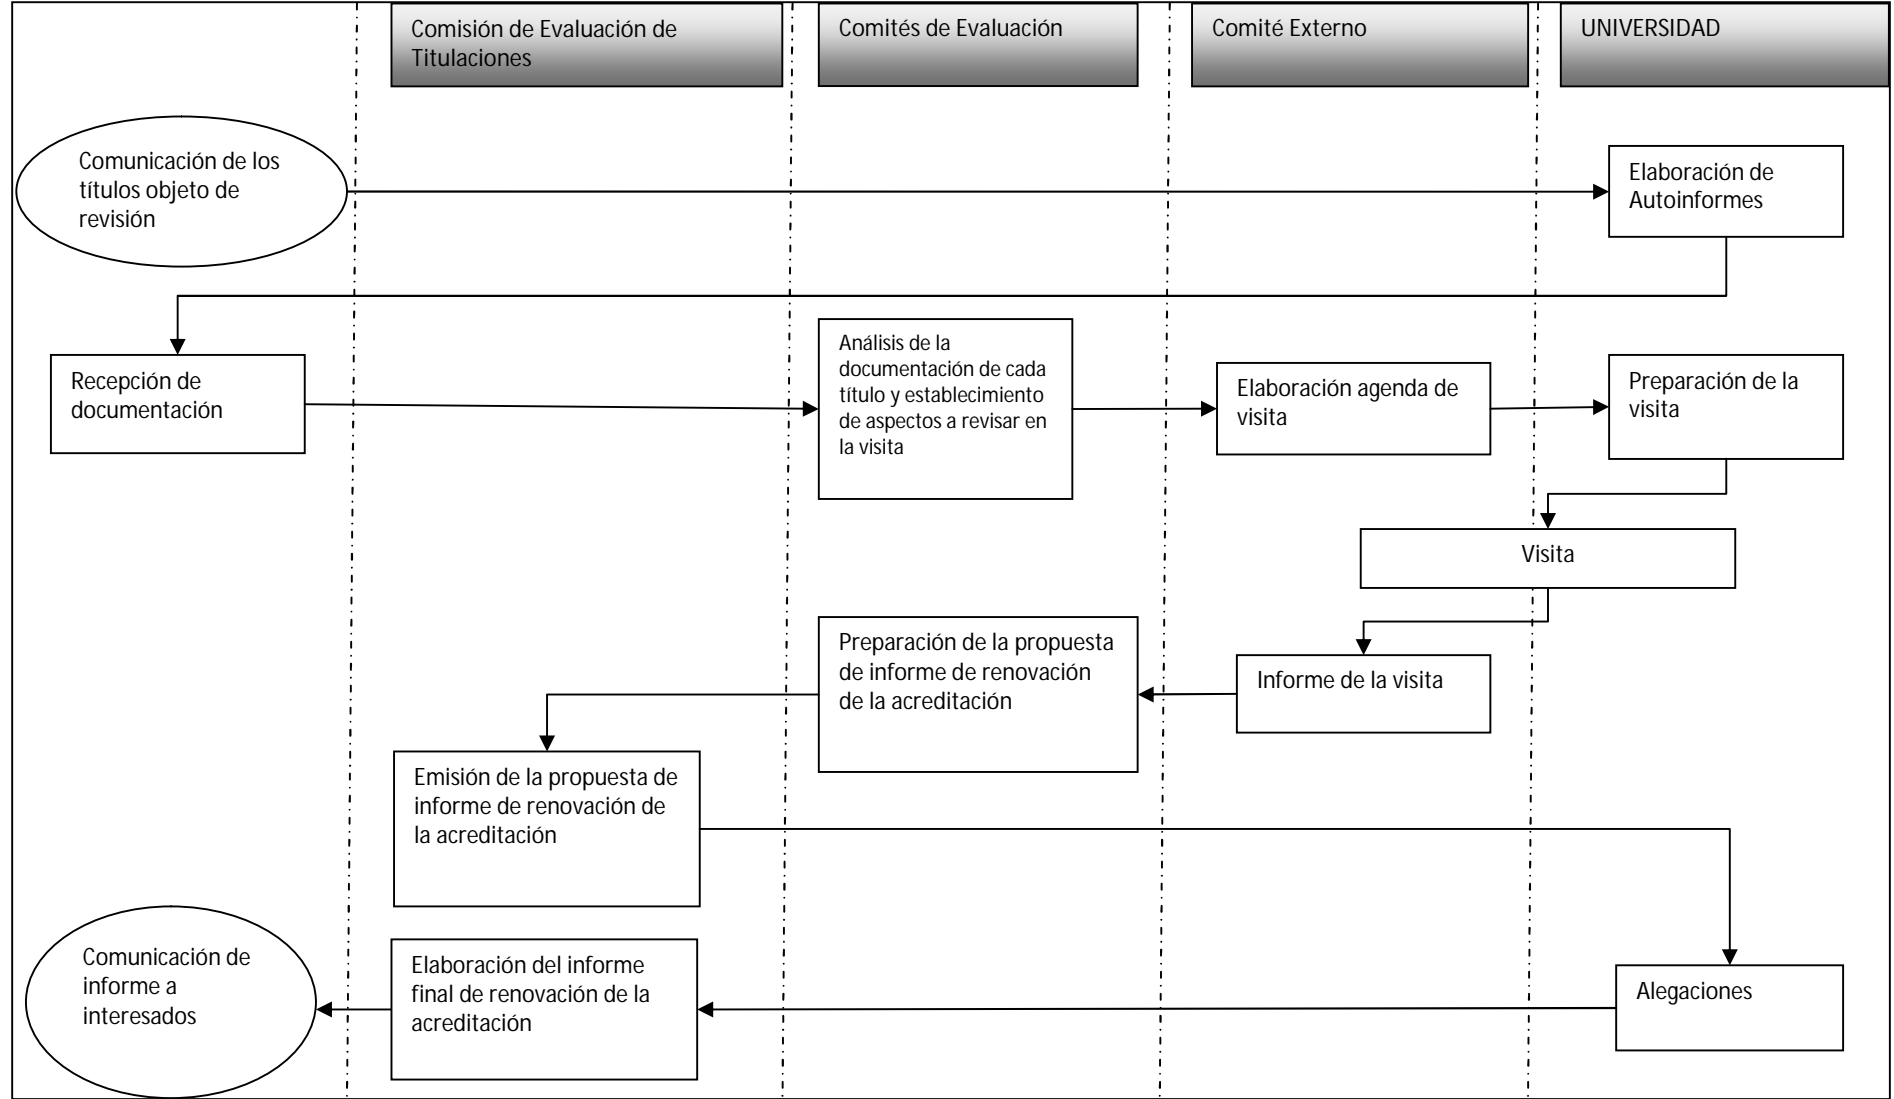 Comisión de Evaluación de
Titulaciones
Comités de Evaluación
Comité Externo
UNIVERSIDAD
Comunicación de los
títulos objeto de
revisión
Elaboración de
Autoinformes
Recepción de
documentación
Análisis de la
documentación de cada
título y establecimiento
de aspectos a revisar en
la visita
Elaboración agenda de
visita
Preparación de la
visita
Visita
Preparación de la propuesta
de informe de renovación
de la acreditación
Informe de la visita
Emisión de la propuesta de
informe de renovación de
la acreditación
Comunicación de
informe a
interesados
Elaboración del informe
final de renovación de la
acreditación
Alegaciones